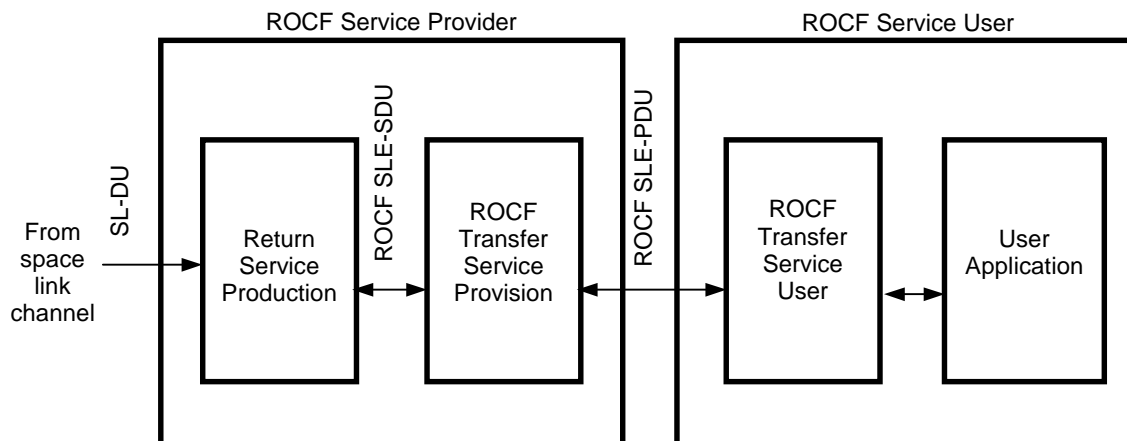 ROCF Service Provider
ROCF Service User
SL-DU
ROCF SLE-SDU
ROCF SLE-PDU
From
space
link
channel
Return
Service
Production
ROCF
Transfer
Service
Provision
ROCF
Transfer
Service
User
User
Application